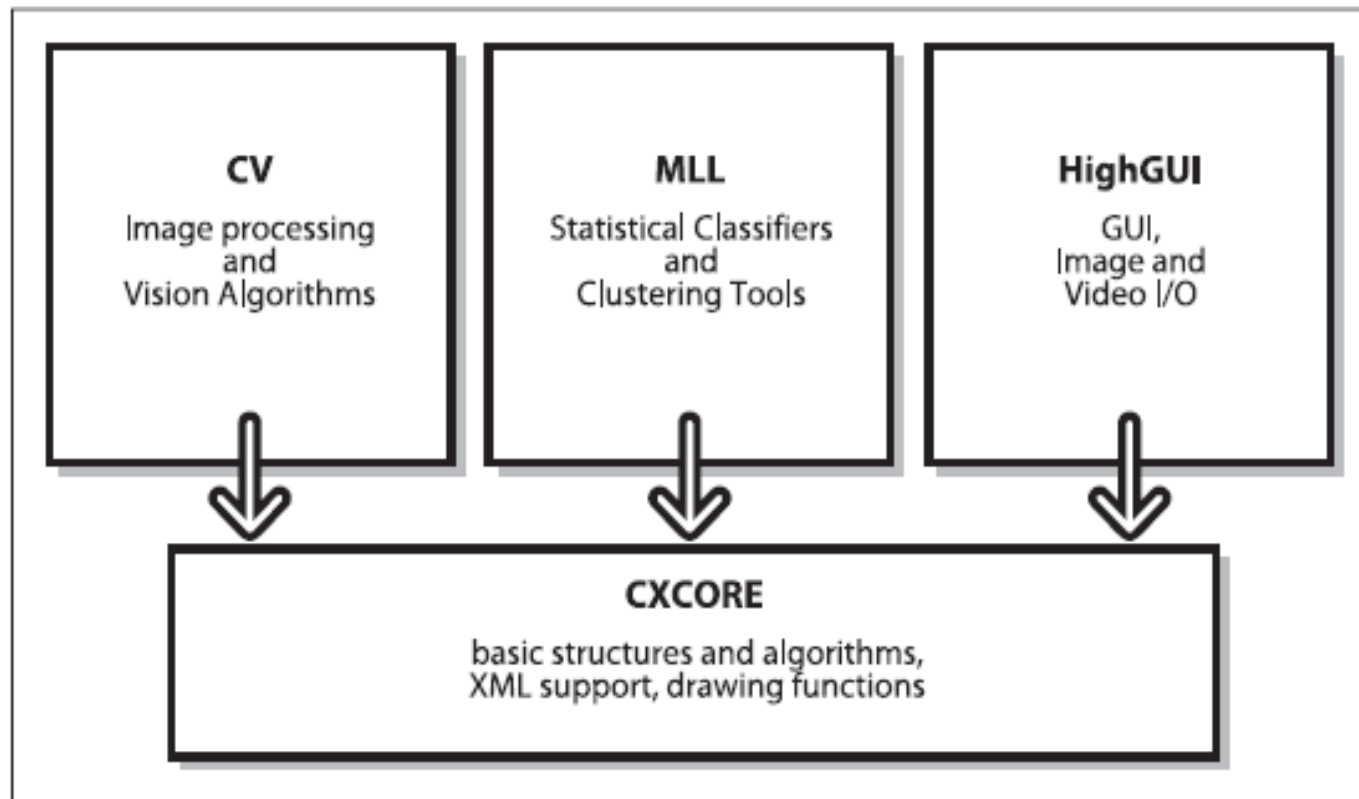 CV
Image processing
and
Vision Algorithms
MLL
Statistical Classifiers
and
Clustering Tools
HighGUI
GUI,
Image and
Video I/O
CXCORE
basic structures and algorithms,
XML support, drawing functions